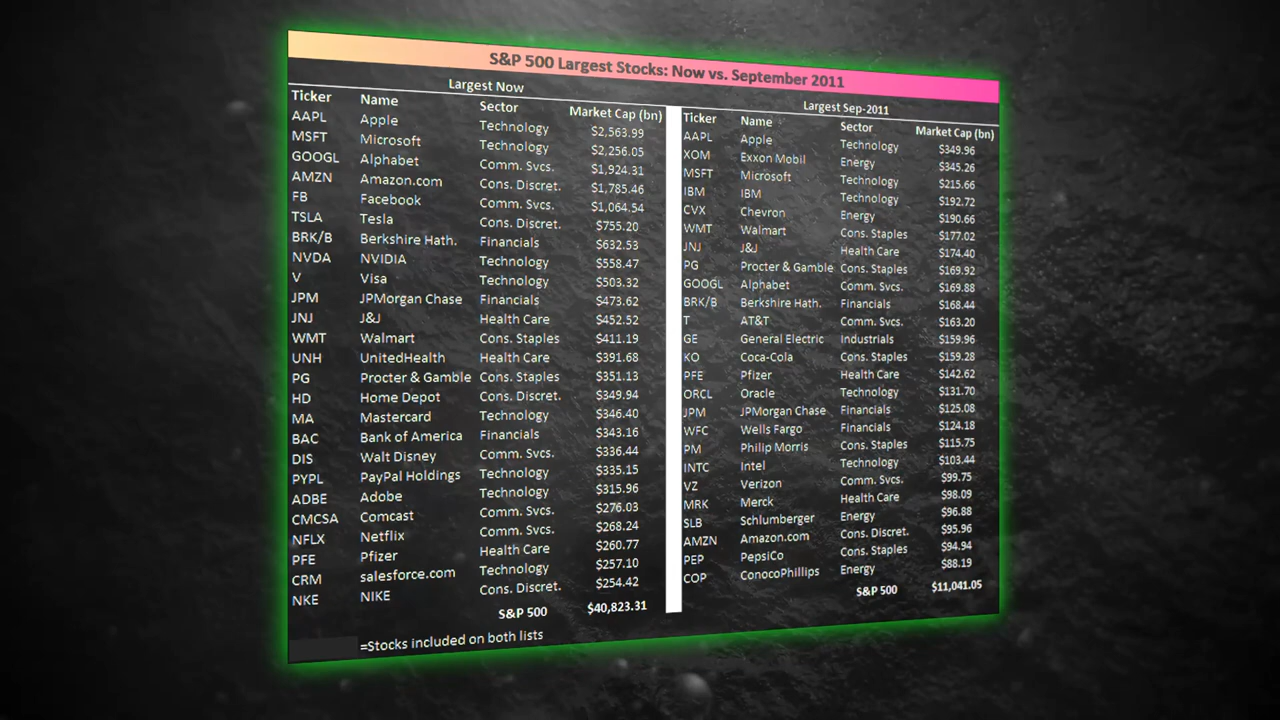 S&P 500 Largest Stocks: Now vs. September 2011
Largest Now
Ticker Name Sector Market Cap (bn)
AAPL Apple Technology $2,563.99
MSFT Microsoft Technology $2,256.05
GOOGL Alphabet Comm. Svcs. $1,924.31
AMZN Amazon.com Cons. Discret. $1,785.46
FB Facebook Comm. Svcs. $1,064.54
TSLA Tesla Cons. Discret. $755.20
BRK/B Berkshire Hath. Financials $632.53
NVDA NVIDIA Technology $558.47
V Visa Technology $503.32
JPM JPMorgan Chase Financials $473.62
JNJ J&J Health Care $452.52
WMT Walmart Cons. Staples $411.19
UNH UnitedHealth Health Care $391.68
PG Procter & Gamble Cons. Staples $351.13
HD Home Depot Cons. Discret. $349.94
MA Mastercard Technology $346.40
BAC Bank of America Financials $343.16
DIS Walt Disney Comm. Svcs. $336.44
PYPL PayPal Holdings Technology $335.15
ADBE Adobe Technology $315.96
CMCSA Comcast Comm. Svcs. $276.03
NFLX Netflix Comm. Svcs. $268.24
PFE Pfizer Health Care $260.77
CRM salesforce.com Technology $257.10
NKE NIKE Cons. Discret. $254.42
S&P 500 $40,823.31
=Stocks included on both lists
Largest Sep-2011
Ticker Name Sector Market Cap (bn)
AAPL Apple Technology $349.96
XOM Exxon Mobil Energy $345.26
MSFT Microsoft Technology $215.66
IBM IBM Technology $192.72
CVX Chevron Energy $190.66
WMT Walmart Cons. Staples $177.02
JNJ J&J Health Care $174.40
PG Procter & Gamble Cons. Staples $169.92
GOOGL Alphabet Comm. Svcs. $169.88
BRK/B Berkshire Hath. Financials $168.44
T AT&T Comm. Svcs. $163.20
GE General Electric Industrials $159.96
KO Coca-Cola Cons. Staples $159.28
PFE Pfizer Health Care $142.62
ORCL Oracle Technology $131.70
JPM JPMorgan Chase Financials $125.08
WFC Wells Fargo Financials $124.18
PM Philip Morris Cons. Staples $115.75
INTC Intel Technology $103.44
VZ Verizon Comm. Svcs. $99.75
MRK Merck Health Care $98.09
SLB Schlumberger Energy $96.88
AMZN Amazon.com Cons. Discret. $95.96
PEP PepsiCo Cons. Staples $94.94
COP ConocoPhillips Energy $88.19
S&P 500 $11,041.05